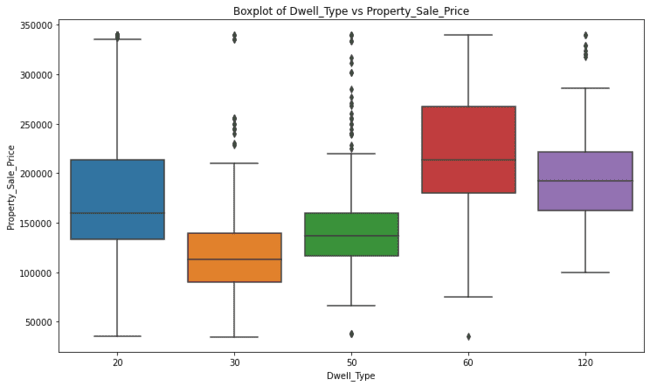 Boxplot of Dwell_Type vs Property_Sale_Price
350000
300000
250000
200000
150000
100000
50000
Property_Sale_Price
20 30 50 60 120
Dwell_Type